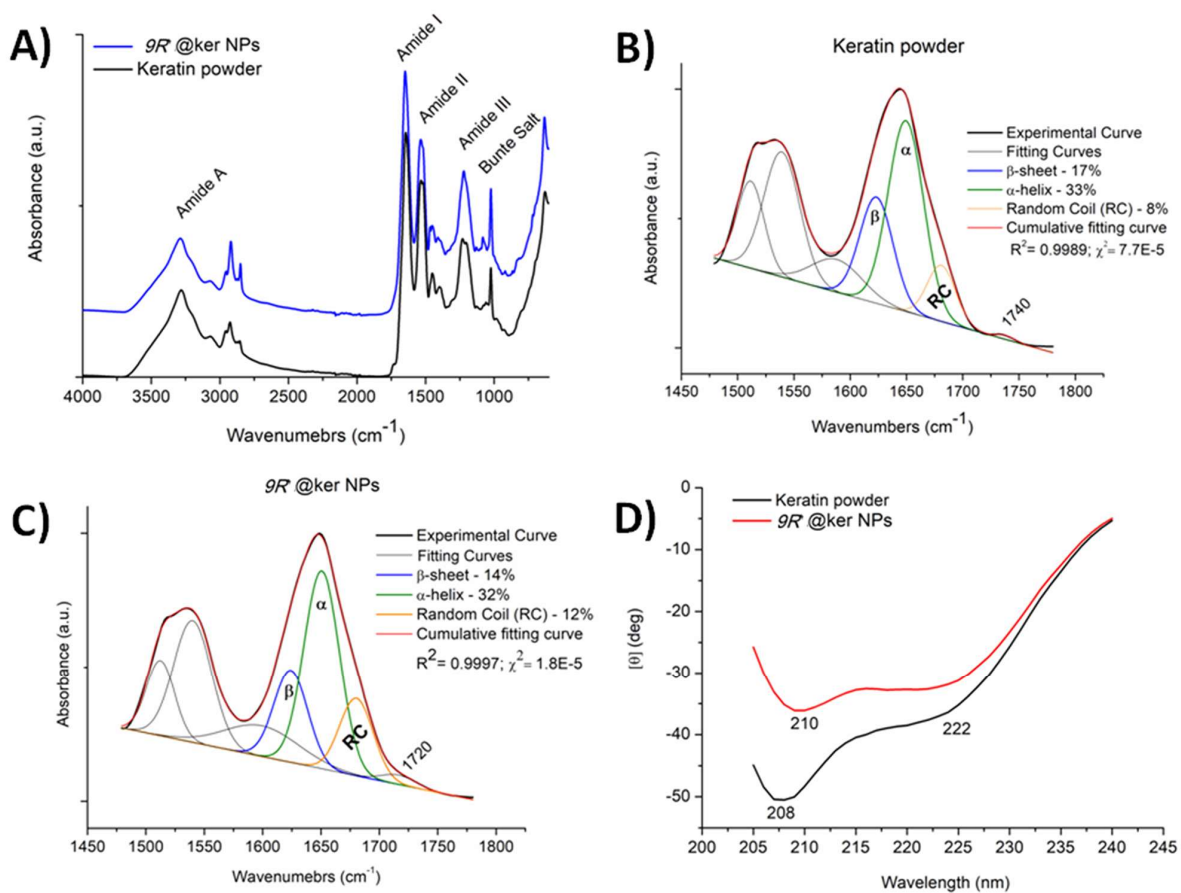 A)
9R' @ker NPs
Keratin powder
Amide A
Amide I
Amide II
Amide III
Bunte Salt
Absorbance (a.u.)
4000 3500 3000 2500 2000 1500 1000
Wavenumebrs (cm-1)
B)
Keratin powder
Experimental Curve
Fitting Curves
β-sheet - 17%
α-helix - 33%
Random Coil (RC) - 8%
Cumulative fitting curve
R2= 0.9989; χ2= 7.7E-5
α
β
RC
1740
Absorbance (a.u.)
1450 1500 1550 1600 1650 1700 1750 1800
Wavenumbers (cm-1)
C)
9R' @ker NPs
Experimental Curve
Fitting Curves
β-sheet - 14%
α-helix - 32%
Random Coil (RC) - 12%
Cumulative fitting curve
R2= 0.9997; χ2= 1.8E-5
α
β
RC
1720
Absorbance (a.u.)
1450 1500 1550 1600 1650 1700 1750 1800
Wavenumebrs (cm-1)
D)
Keratin powder
9R' @ker NPs
0
-10
-20
-30
-40
-50
[θ] (deg)
210
222
208
200 205 210 215 220 225 230 235 240 245
Wavelength (nm)